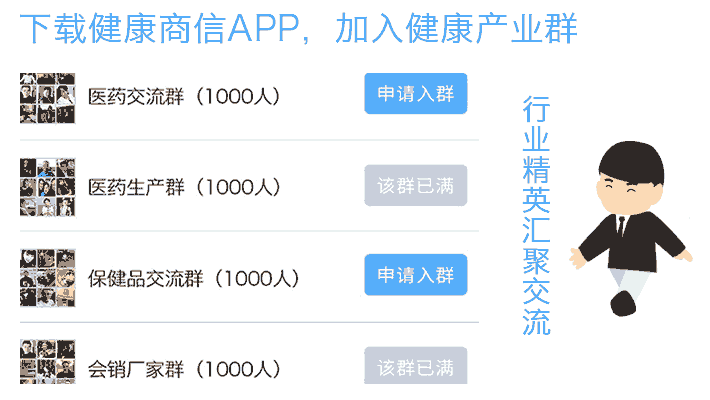 下载健康商信APP，加入健康产业群
医药交流群（1000人）
申请入群
医药生产群（1000人）
该群已满
保健品交流群（1000人）
申请入群
会销厂家群（1000人）
该群已满
行业精英汇聚交流